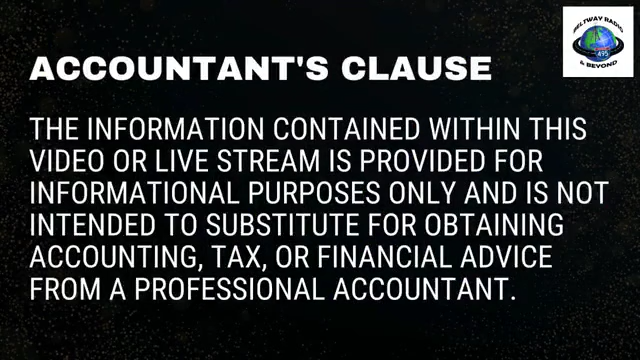 BELTWAY RADIO
495
& BEYOND
ACCOUNTANT'S CLAUSE
THE INFORMATION CONTAINED WITHIN THIS
VIDEO OR LIVE STREAM IS PROVIDED FOR
INFORMATIONAL PURPOSES ONLY AND IS NOT
INTENDED TO SUBSTITUTE FOR OBTAINING
ACCOUNTING, TAX, OR FINANCIAL ADVICE
FROM A PROFESSIONAL ACCOUNTANT.